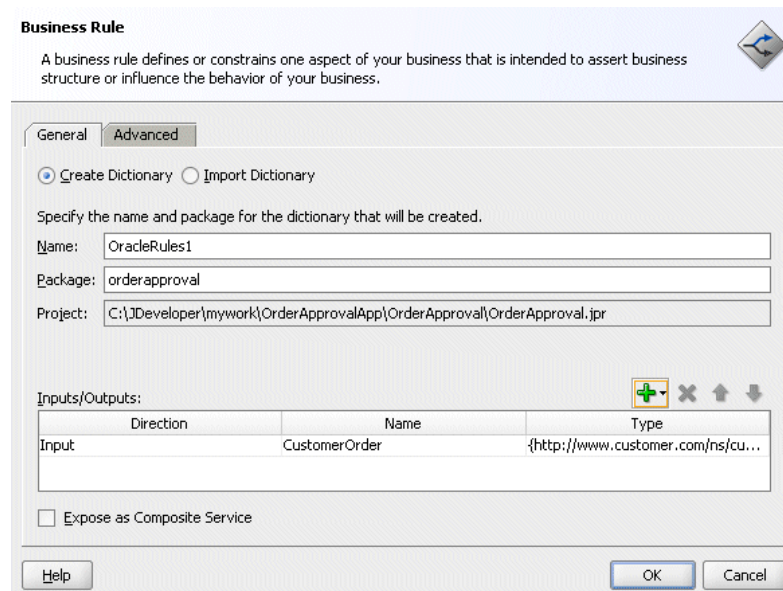 Business Rule
A business rule defines or constrains one aspect of your business that is intended to assert business
structure or influence the behavior of your business.
General Advanced
Create Dictionary Import Dictionary
Specify the name and package for the dictionary that will be created.
Name: OracleRules1
Package: orderapproval
Project: C:\JDeveloper\mywork\OrderApprovalApp\OrderApproval\OrderApproval.jpr
Inputs/Outputs:
Direction Name Type
Input CustomerOrder {http://www.customer.com/ns/cu...
Expose as Composite Service
Help OK Cancel